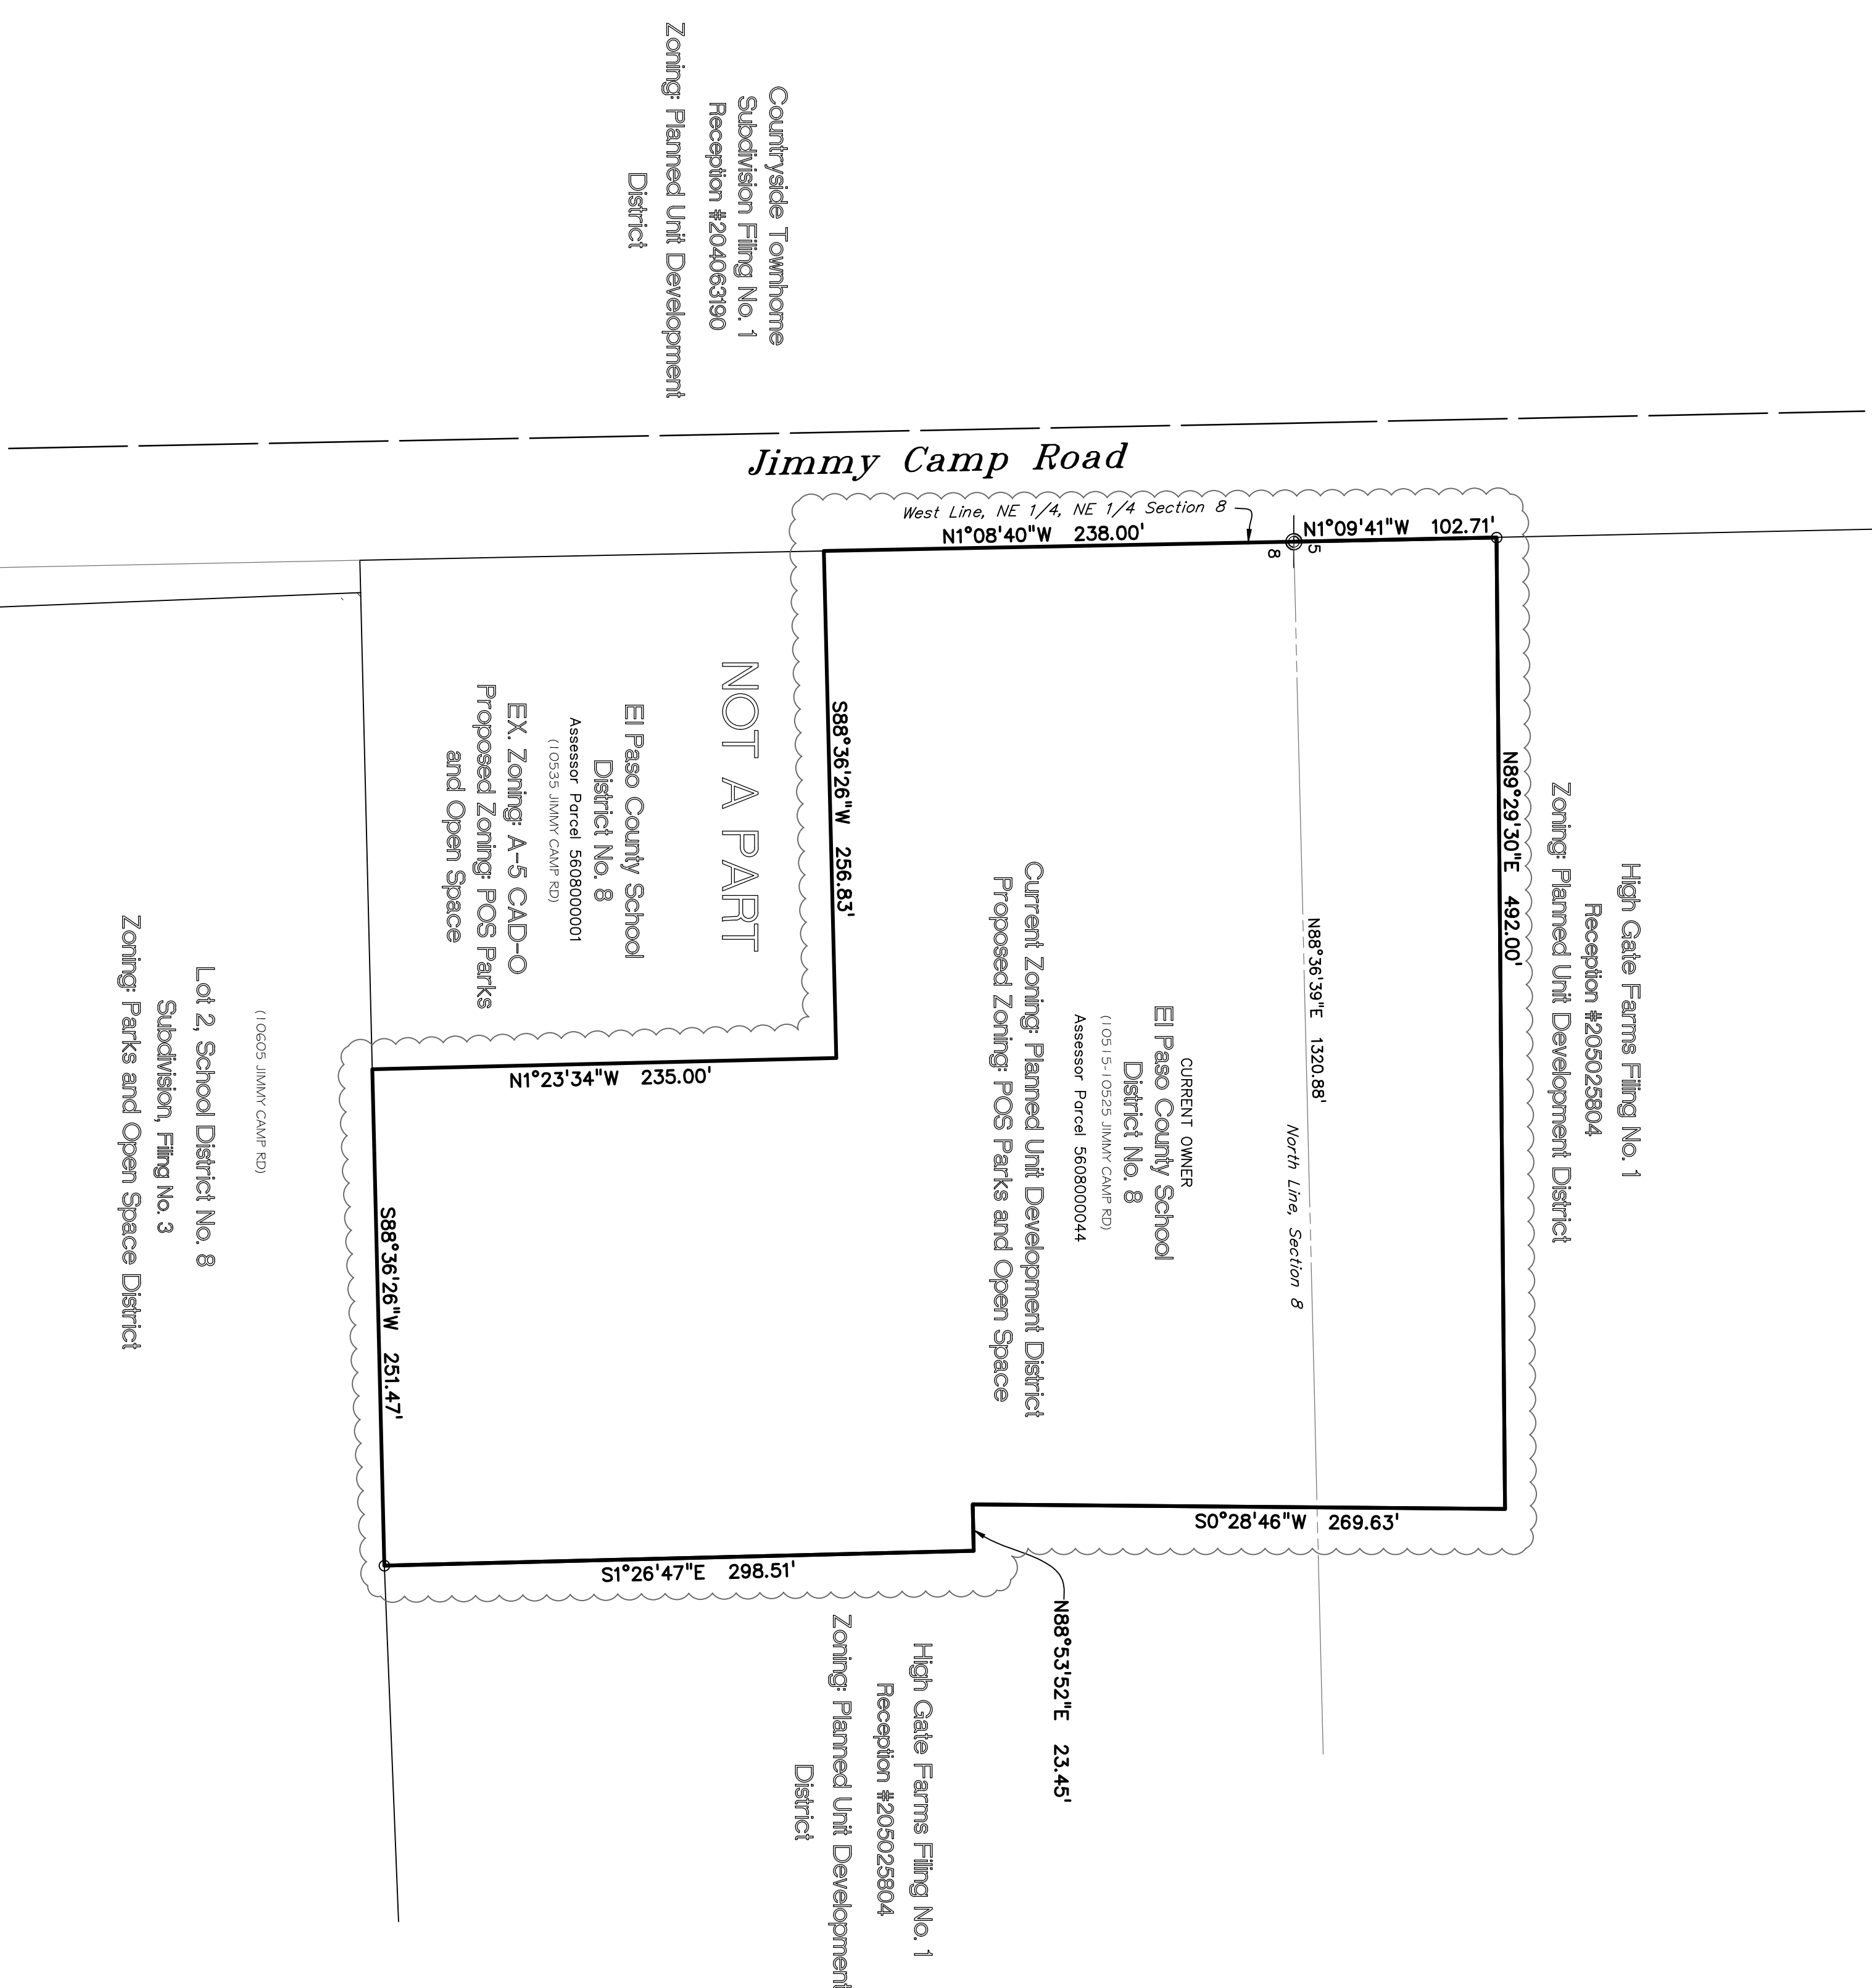 High Gate Farms Filing No. 1
Reception #205025804
Zoning: Planned Unit Development District
N89°29'30"E 492.00'
N1°09'41"W 102.71'
5
8
N88°36'39"E 1320.88'
North Line, Section 8
West Line, NE 1/4, NE 1/4 Section 8
N1°08'40"W 238.00'
Jimmy Camp Road
Countryside Townhome
Subdivision Filing No. 1
Reception #204063190
Zoning: Planned Unit Development
District
CURRENT OWNER
El Paso County School
District No. 8
(10515-10525 JIMMY CAMP RD)
Assessor Parcel 5608000044
Current Zoning: Planned Unit Development District
Proposed Zoning: POS Parks and Open Space
S0°28'46"W 269.63'
N88°53'52"E 23.45'
High Gate Farms Filing No. 1
Reception #205025804
Zoning: Planned Unit Development
District
S88°36'26"W 256.83'
NOT A PART
El Paso County School
District No. 8
Assessor Parcel 5608000001
(10535 JIMMY CAMP RD)
EX. Zoning: A-5 CAD-O
Proposed Zoning: POS Parks
and Open Space
N1°23'34"W 235.00'
S1°26'47"E 298.51'
S88°36'26"W 251.47'
(10605 JIMMY CAMP RD)
Lot 2, School District No. 8
Subdivision, Filing No. 3
Zoning: Parks and Open Space District